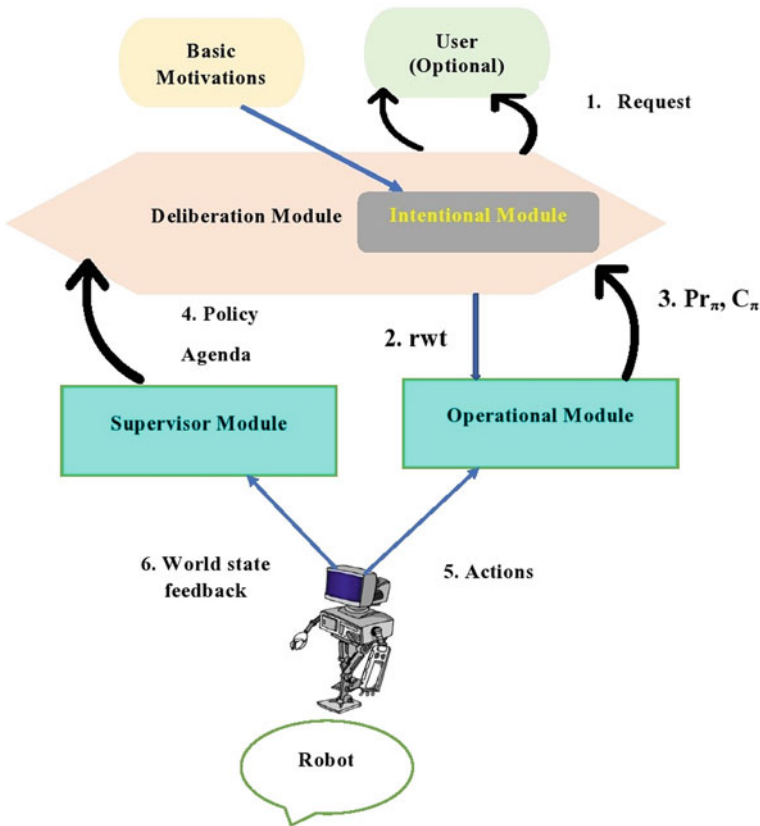 Basic
Motivations
User
(Optional)
1. Request
Deliberation Module
Intentional Module
4. Policy
Agenda
2. rwt
3. Prπ, Cπ
Supervisor Module
Operational Module
6. World state
feedback
5. Actions
Robot